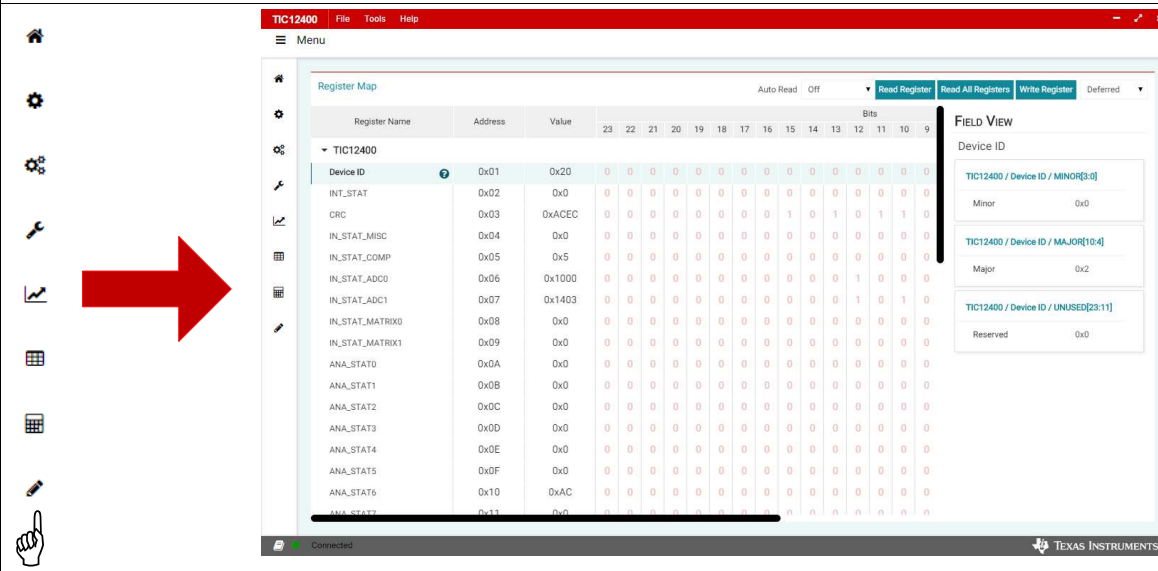 TIC12400 File Tools Help
Menu
Register Map Auto Read Off Read Register Read All Registers Write Register Deferred
Register Name Address Value Bits
23 22 21 20 19 18 17 16 15 14 13 12 11 10 9
TIC12400
Device ID 0x01 0x20 0 0 0 0 0 0 0 0 0 0 0 0 0 0 0
INT_STAT 0x02 0x0 0 0 0 0 0 0 0 0 0 0 0 0 0 0 0
CRC 0x03 0xACEC 0 0 0 0 0 0 0 0 1 0 1 0 1 1 0
IN_STAT_MISC 0x04 0x0 0 0 0 0 0 0 0 0 0 0 0 0 0 0 0
IN_STAT_COMP 0x05 0x5 0 0 0 0 0 0 0 0 0 0 0 0 0 0 0
IN_STAT_ADC0 0x06 0x1000 0 0 0 0 0 0 0 0 0 0 0 1 0 0 0
IN_STAT_ADC1 0x07 0x1403 0 0 0 0 0 0 0 0 0 0 0 1 0 1 0
IN_STAT_MATRIX0 0x08 0x0 0 0 0 0 0 0 0 0 0 0 0 0 0 0 0
IN_STAT_MATRIX1 0x09 0x0 0 0 0 0 0 0 0 0 0 0 0 0 0 0 0
ANA_STAT0 0x0A 0x0 0 0 0 0 0 0 0 0 0 0 0 0 0 0 0
ANA_STAT1 0x0B 0x0 0 0 0 0 0 0 0 0 0 0 0 0 0 0 0
ANA_STAT2 0x0C 0x0 0 0 0 0 0 0 0 0 0 0 0 0 0 0 0
ANA_STAT3 0x0D 0x0 0 0 0 0 0 0 0 0 0 0 0 0 0 0 0
ANA_STAT4 0x0E 0x0 0 0 0 0 0 0 0 0 0 0 0 0 0 0 0
ANA_STAT5 0x0F 0x0 0 0 0 0 0 0 0 0 0 0 0 0 0 0 0
ANA_STAT6 0x10 0xAC 0 0 0 0 0 0 0 0 0 0 0 0 0 0 0
ANA_STAT7 0x11 0x0 0 0 0 0 0 0 0 0 0 0 0 0 0 0 0
FIELD VIEW
Device ID
TIC12400 / Device ID / MINOR[3:0]
Minor 0x0
TIC12400 / Device ID / MAJOR[10:4]
Major 0x2
TIC12400 / Device ID / UNUSED[23:11]
Reserved 0x0
Connected
TEXAS INSTRUMENTS